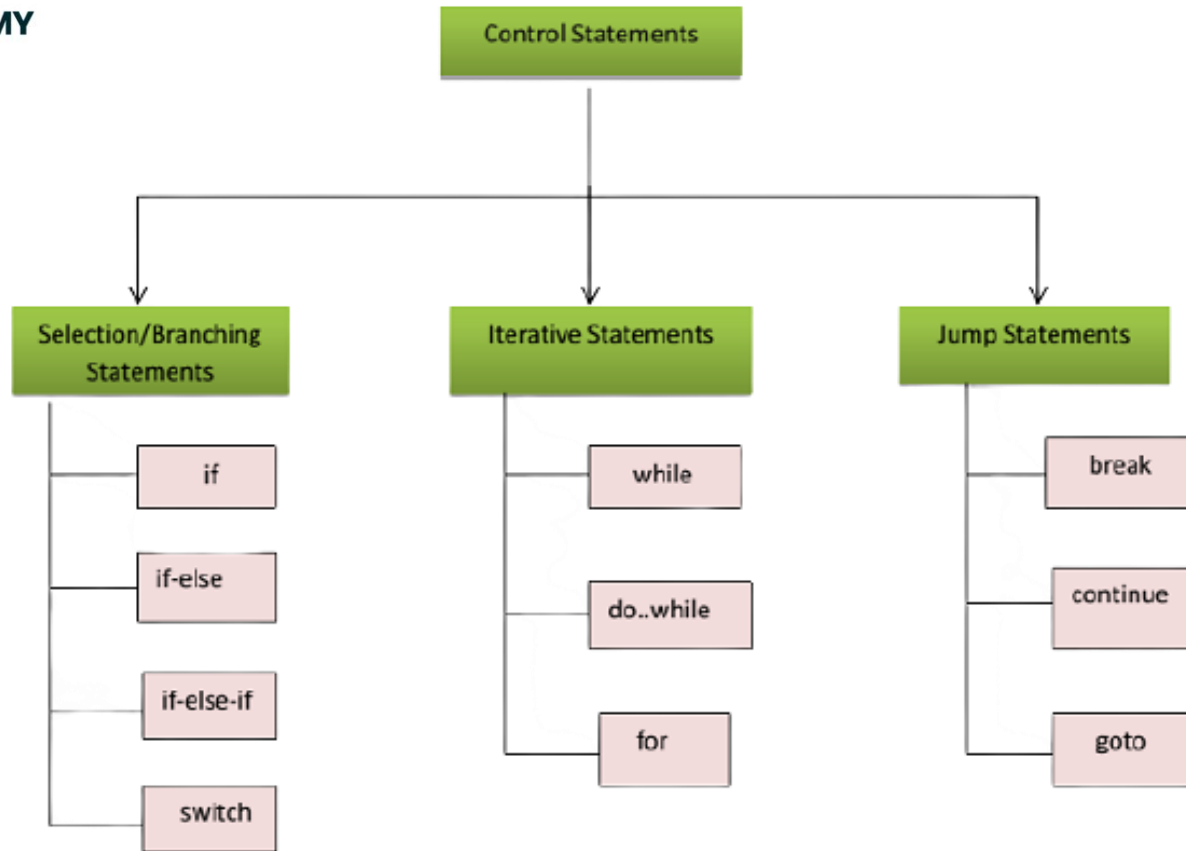 MY
Control Statements
Selection/Branching
Statements
if
if-else
if-else-if
switch
Iterative Statements
while
do..while
for
Jump Statements
break
continue
goto